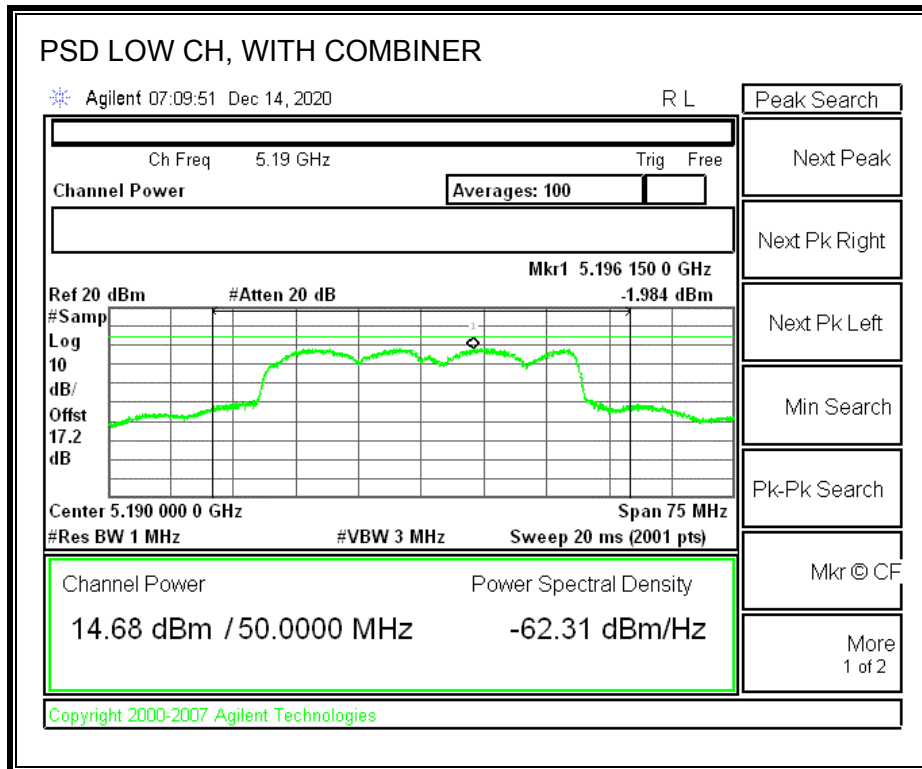 PSD LOW CH, WITH COMBINER
Agilent 07:09:51 Dec 14, 2020 R L
Peak Search
Ch Freq 5.19 GHz Trig Free
Channel Power Averages: 100
Mkr1 5.196 150 0 GHz
Ref 20 dBm #Atten 20 dB -1.984 dBm
#Samp
Log
10
dB/
Offst
17.2
dB
1
Center 5.190 000 0 GHz Span 75 MHz
#Res BW 1 MHz #VBW 3 MHz Sweep 20 ms (2001 pts)
Channel Power Power Spectral Density
14.68 dBm / 50.0000 MHz -62.31 dBm/Hz
Copyright 2000-2007 Agilent Technologies
Next Peak
Next Pk Right
Next Pk Left
Min Search
Pk-Pk Search
Mkr © CF
More
1 of 2